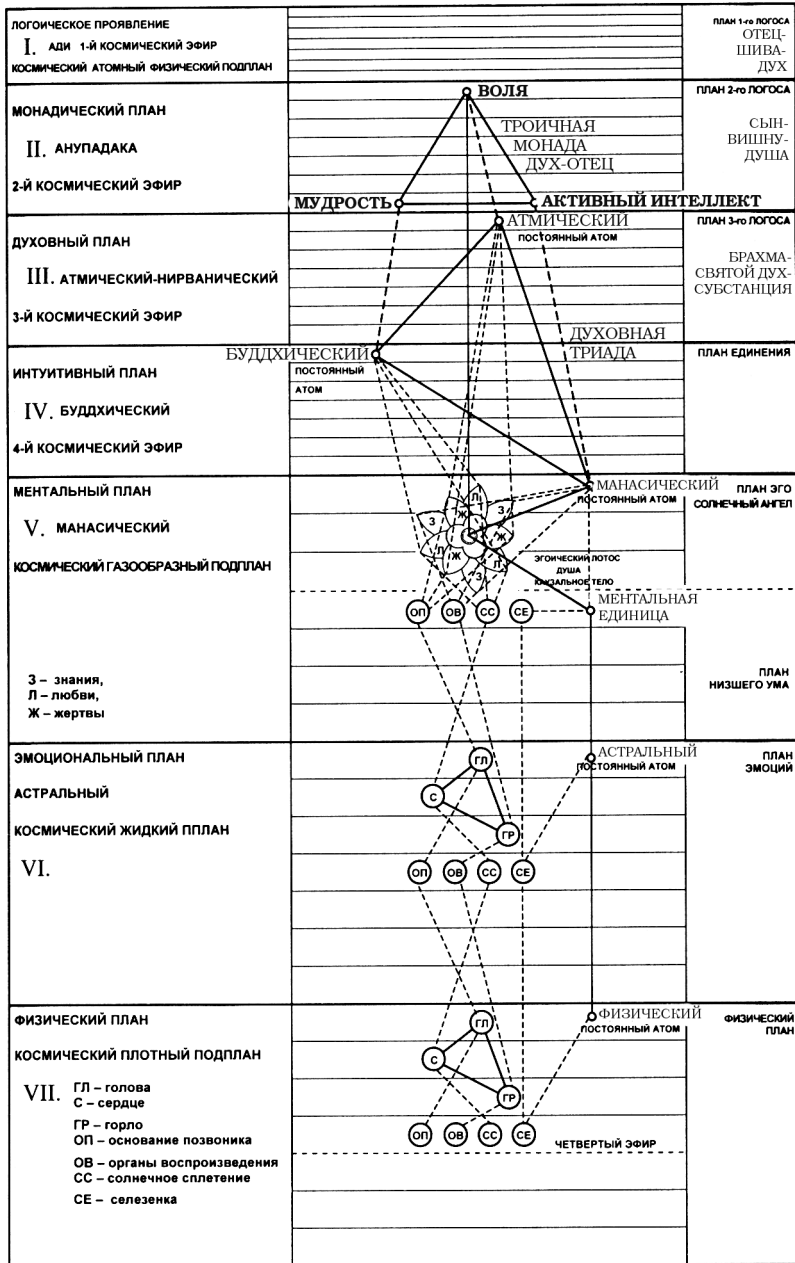 ЛОГОИЧЕСКОЕ ПРОЯВЛЕНИЕ
I. АДИ 1-Й КОСМИЧЕСКИЙ ЭФИР
КОСМИЧЕСКИЙ АТОМНЫЙ ФИЗИЧЕСКИЙ ПОДПЛАН
ПЛАН 1-го ЛОГОСА
ОТЕЦ-
ШИВА-
ДУХ
МОНАДИЧЕСКИЙ ПЛАН
II. АНУПАДАКА
2-Й КОСМИЧЕСКИЙ ЭФИР
ВОЛЯ
ТРОИЧНАЯ
МОНАДА
ДУХ-ОТЕЦ
МУДРОСТЬ
АКТИВНЫЙ ИНТЕЛЛЕКТ
ПЛАН 2-го ЛОГОСА
СЫН-
ВИШНУ-
ДУША
ДУХОВНЫЙ ПЛАН
III. АТМИЧЕСКИЙ-НИРВАНИЧЕСКИЙ
3-Й КОСМИЧЕСКИЙ ЭФИР
АТМИЧЕСКИЙ
ПОСТОЯННЫЙ АТОМ
ДУХОВНАЯ
ТРИАДА
ПЛАН 3-го ЛОГОСА
БРАХМА-
СВЯТОЙ ДУХ-
СУБСТАНЦИЯ
БУДДХИЧЕСКИЙ
ПОСТОЯННЫЙ
АТОМ
ИНТУИТИВНЫЙ ПЛАН
IV. БУДДХИЧЕСКИЙ
4-Й КОСМИЧЕСКИЙ ЭФИР
ПЛАН ЕДИНЕНИЯ
МЕНТАЛЬНЫЙ ПЛАН
V. МАНАСИЧЕСКИЙ
КОСМИЧЕСКИЙ ГАЗООБРАЗНЫЙ ПОДПЛАН
МАНАСИЧЕСКИЙ
ПОСТОЯННЫЙ АТОМ
ПЛАН ЭГО
СОЛНЕЧНЫЙ АНГЕЛ
Л
З
З
Ж
Ж
Л
Ж
Л
З
ЭГОИЧЕСКИЙ ЛОТОС
ДУША
КАУЗАЛЬНОЕ ТЕЛО
ОП ОВ СС СЕ
МЕНТАЛЬНАЯ
ЕДИНИЦА
З – знания,
Л – любви,
Ж – жертвы
ПЛАН
НИЗШЕГО УМА
ЭМОЦИОНАЛЬНЫЙ ПЛАН
АСТРАЛЬНЫЙ
КОСМИЧЕСКИЙ ЖИДКИЙ ППЛАН
VI.
ГЛ
С
ГР
ОП ОВ СС СЕ
АСТРАЛЬНЫЙ
ПОСТОЯННЫЙ АТОМ
ПЛАН
ЭМОЦИЙ
ФИЗИЧЕСКИЙ ПЛАН
КОСМИЧЕСКИЙ ПЛОТНЫЙ ПОДПЛАН
VII. ГЛ – голова
С – сердце
ГР – горло
ОП – основание позвоника
ОВ – органы воспроизведения
СС – солнечное сплетение
СЕ – селезенка
ГЛ
С
ГР
ОП ОВ СС СЕ
ФИЗИЧЕСКИЙ
ПОСТОЯННЫЙ АТОМ
ФИЗИЧЕСКИЙ
ПЛАН
ЧЕТВЕРТЫЙ ЭФИР